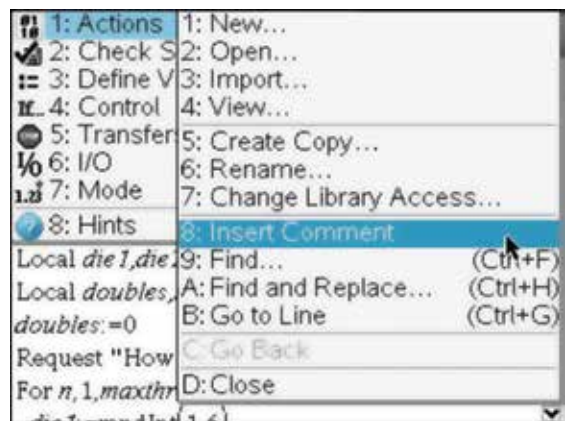 1: Actions
2: Check S
3: Define V
4: Control
5: Transfer
6: I/O
7: Mode
8: Hints
1: New...
2: Open...
3: Import...
4: View...
5: Create Copy...
6: Rename...
7: Change Library Access...
8: Insert Comment
9: Find... (Ctrl+F)
A: Find and Replace... (Ctrl+H)
B: Go to Line (Ctrl+G)
C: Go Back
D: Close
Local die1,die
Local doubles,
doubles:=0
Request "How
For n,1,maxthr